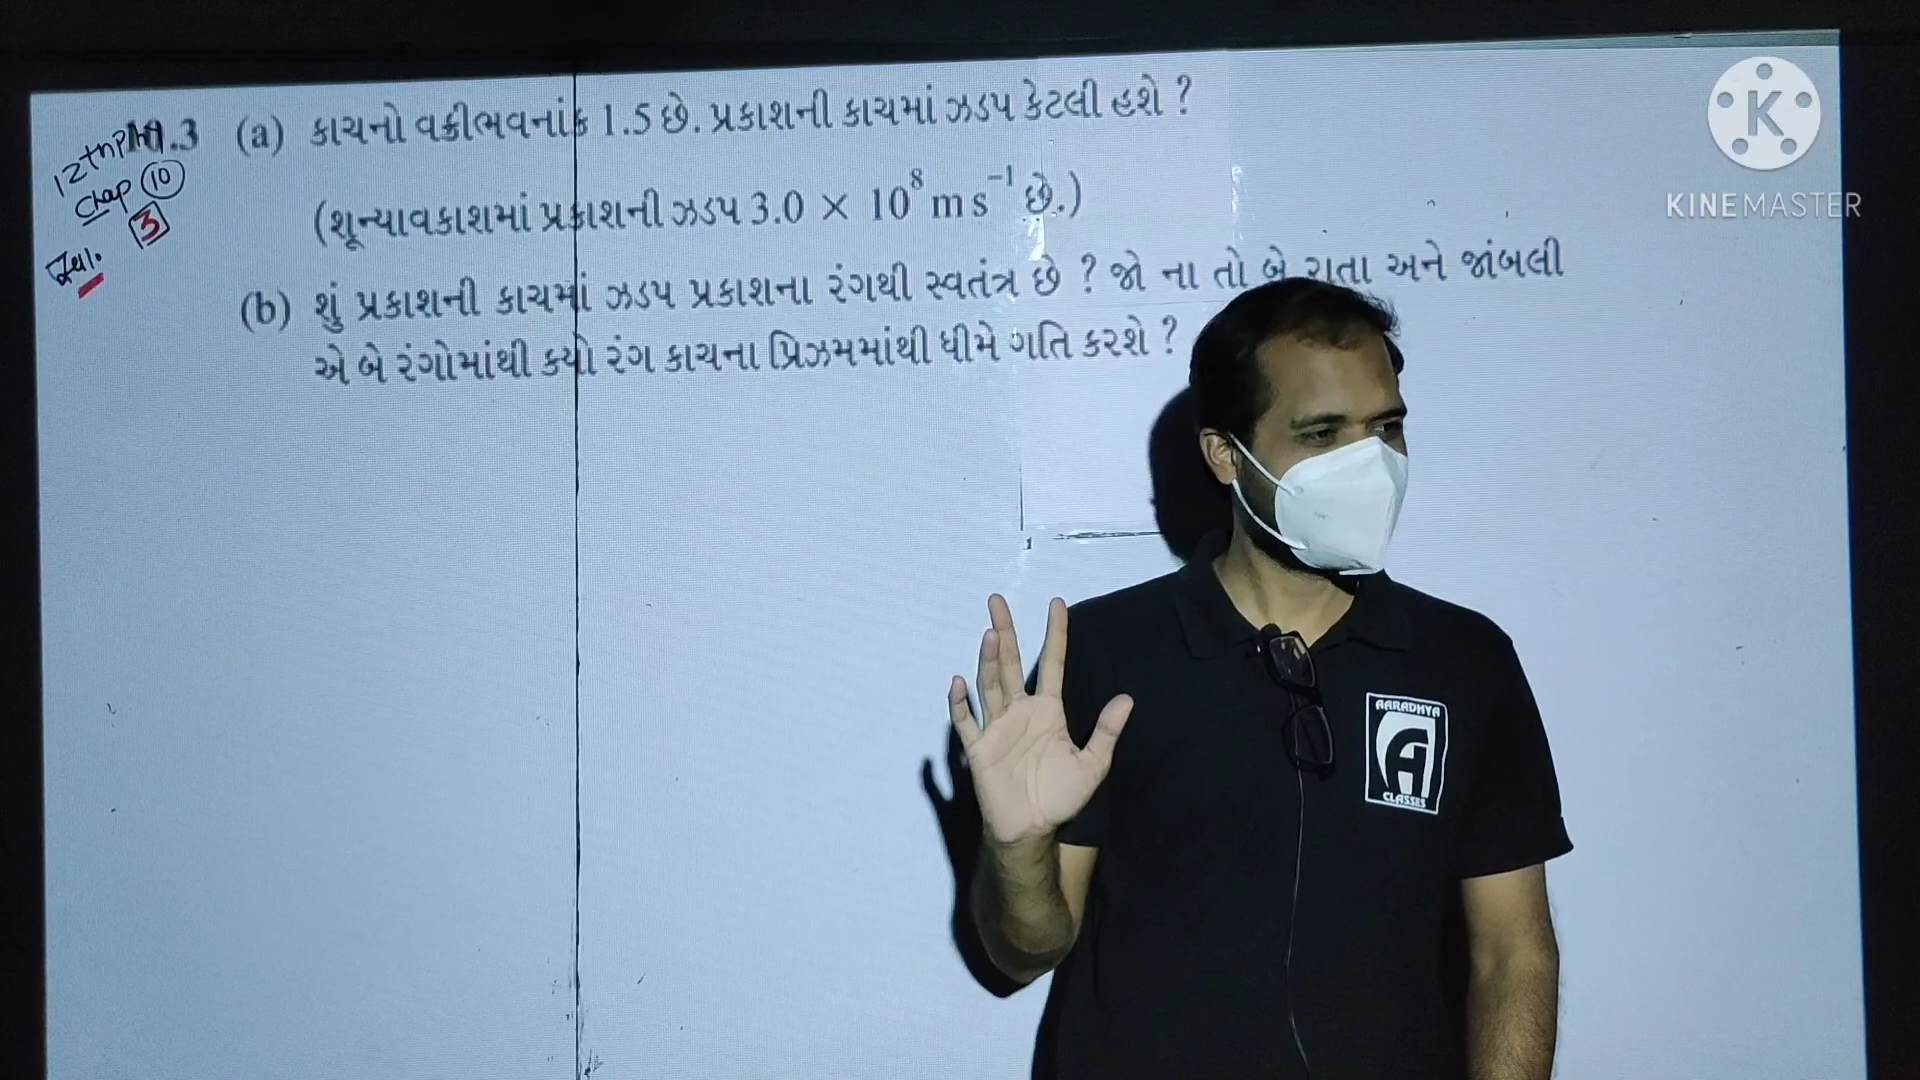 10.3 (a) કાચનો વક્રીભવનાંક 1.5 છે. પ્રકાશની કાચમાં ઝડપ કેટલી હશે ?
12th
Chap 10
3
(શૂન્યાવકાશમાં પ્રકાશની ઝડપ 3.0 × 10⁸ m s⁻¹ છે.)
(b) શું પ્રકાશની કાચમાં ઝડપ પ્રકાશના રંગથી સ્વતંત્ર છે ? જો ના તો બે રાતા અને જાંબલી
એ બે રંગોમાંથી કયો રંગ કાચના પ્રિઝમમાંથી ધીમે ગતિ કરશે ?
K
KINEMASTER
AARADHYA
A
CLASSES